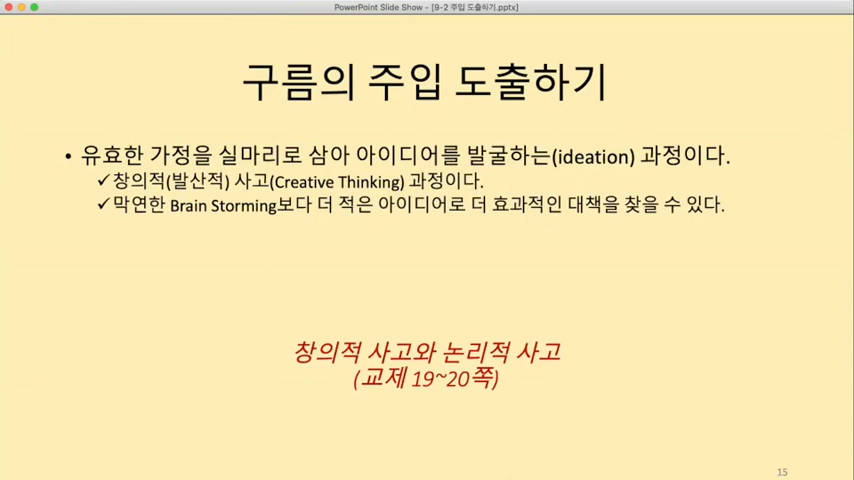 PowerPoint Slide Show - [9-2 주입 도출하기.pptx]
구름의 주입 도출하기
• 유효한 가정을 실마리로 삼아 아이디어를 발굴하는(ideation) 과정이다.
✓창의적(발산적) 사고(Creative Thinking) 과정이다.
✓막연한 Brain Storming보다 더 적은 아이디어로 더 효과적인 대책을 찾을 수 있다.
창의적 사고와 논리적 사고
(교제 19~20쪽)
15